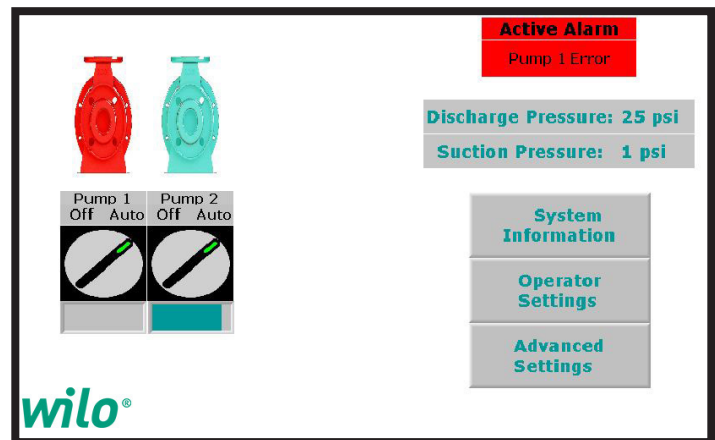 Active Alarm
Pump 1 Error
Discharge Pressure: 25 psi
Suction Pressure: 1 psi
Pump 1 Pump 2
Off Auto Off Auto
System
Information
Operator
Settings
Advanced
Settings
wilo®